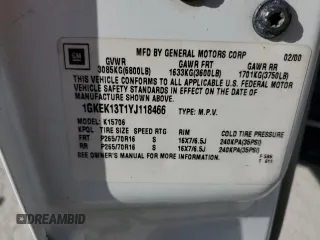 GM
MFD BY GENERAL MOTORS CORP 02/00
GVWR GAWR FRT GAWR RR
3085KG(6800LB) 1633KG(3600LB) 1701KG(3750LB)
THIS VEHICLE CONFORMS TO ALL APPLICABLE U.S. FEDERAL
MOTOR VEHICLE SAFETY STANDARDS IN EFFECT ON
THE DATE OF MANUFACTURE SHOWN ABOVE.
1GKEK13T1YJ118466 TYPE: M.P.V.
MODEL: K15706
KPQL TIRE SIZE SPEED RTG RIM COLD TIRE PRESSURE
FRT P265/70R16 S 16X7/6.5J 240KPA(35PSI)
RR P265/70R16 S 16X7/6.5J 240KPA(35PSI)
SEE OWNER'S MANUAL FOR MORE INFORMATION.
DREAMBID